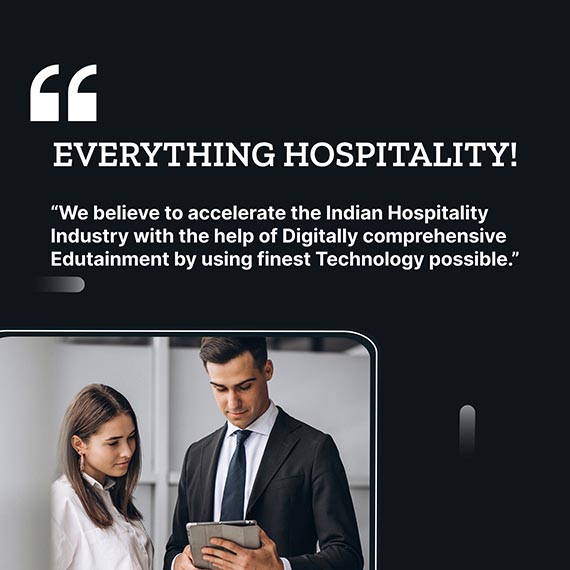 EVERYTHING HOSPITALITY!
“We believe to accelerate the Indian Hospitality
Industry with the help of Digitally comprehensive
Edutainment by using finest Technology possible.”